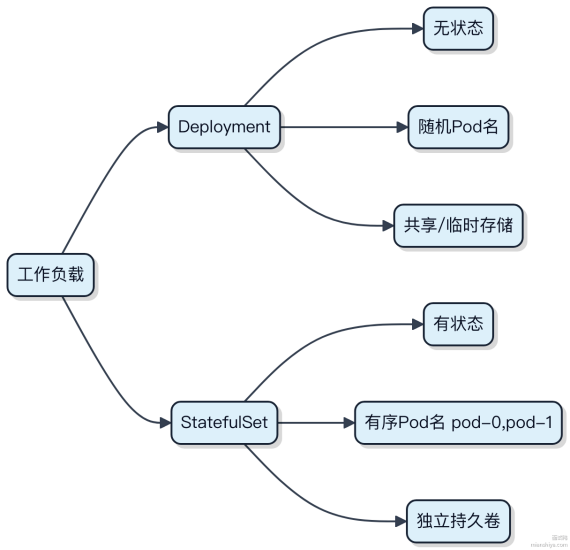 无状态
Deployment
随机Pod名
共享/临时存储
工作负载
有状态
StatefulSet
有序Pod名 pod-0,pod-1
独立持久卷